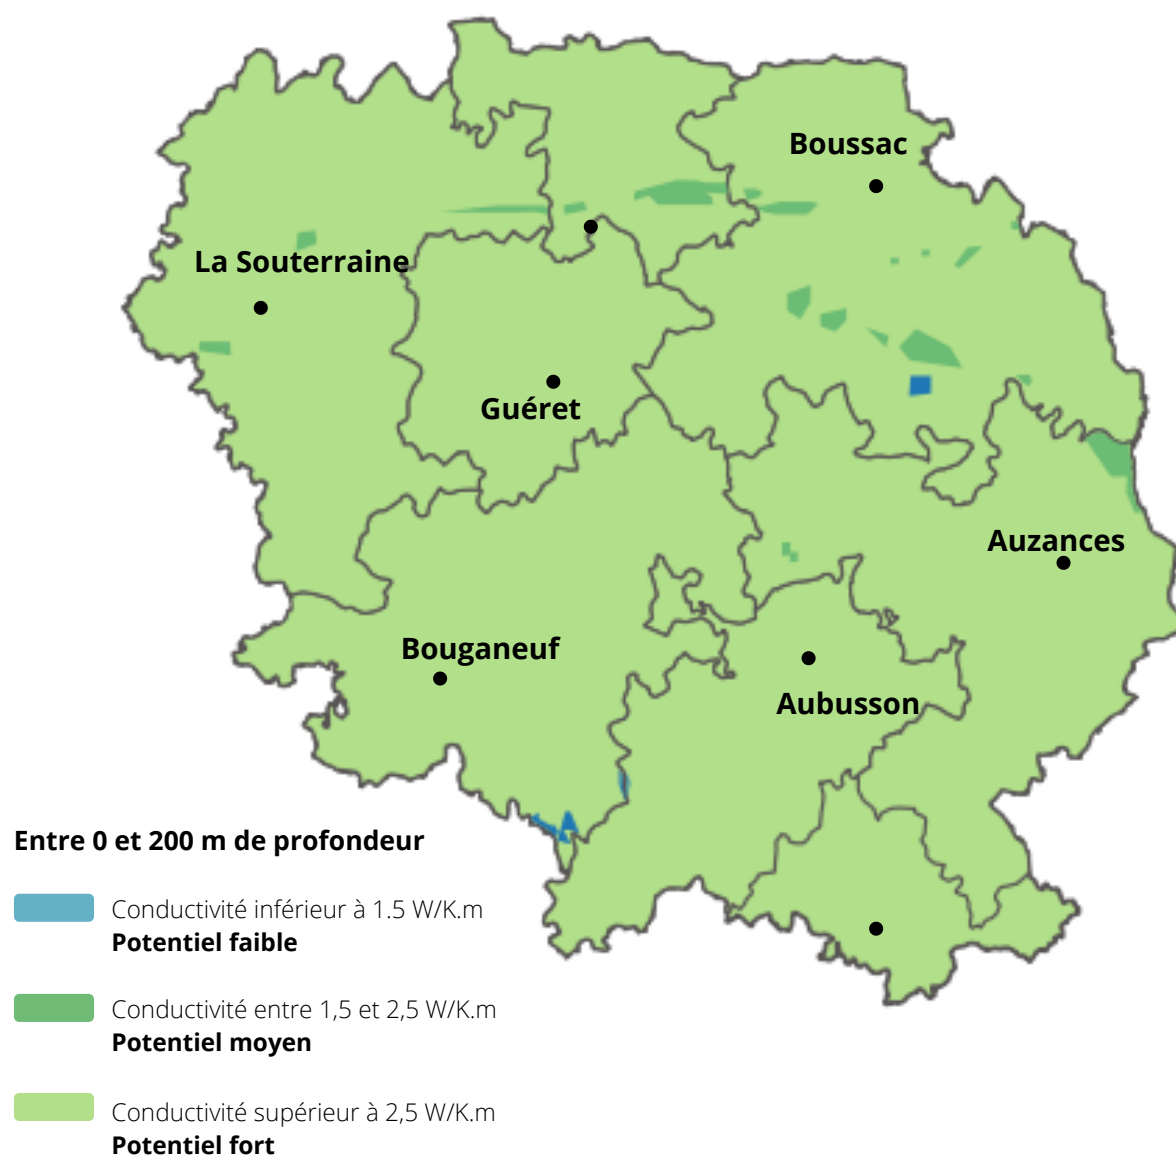 Boussac
La Souterraine
Guéret
Auzances
Bouganeuf
Aubusson
Entre 0 et 200 m de profondeur
Conductivité inférieur à 1.5 W/K.m
Potentiel faible
Conductivité entre 1,5 et 2,5 W/K.m
Potentiel moyen
Conductivité supérieur à 2,5 W/K.m
Potentiel fort